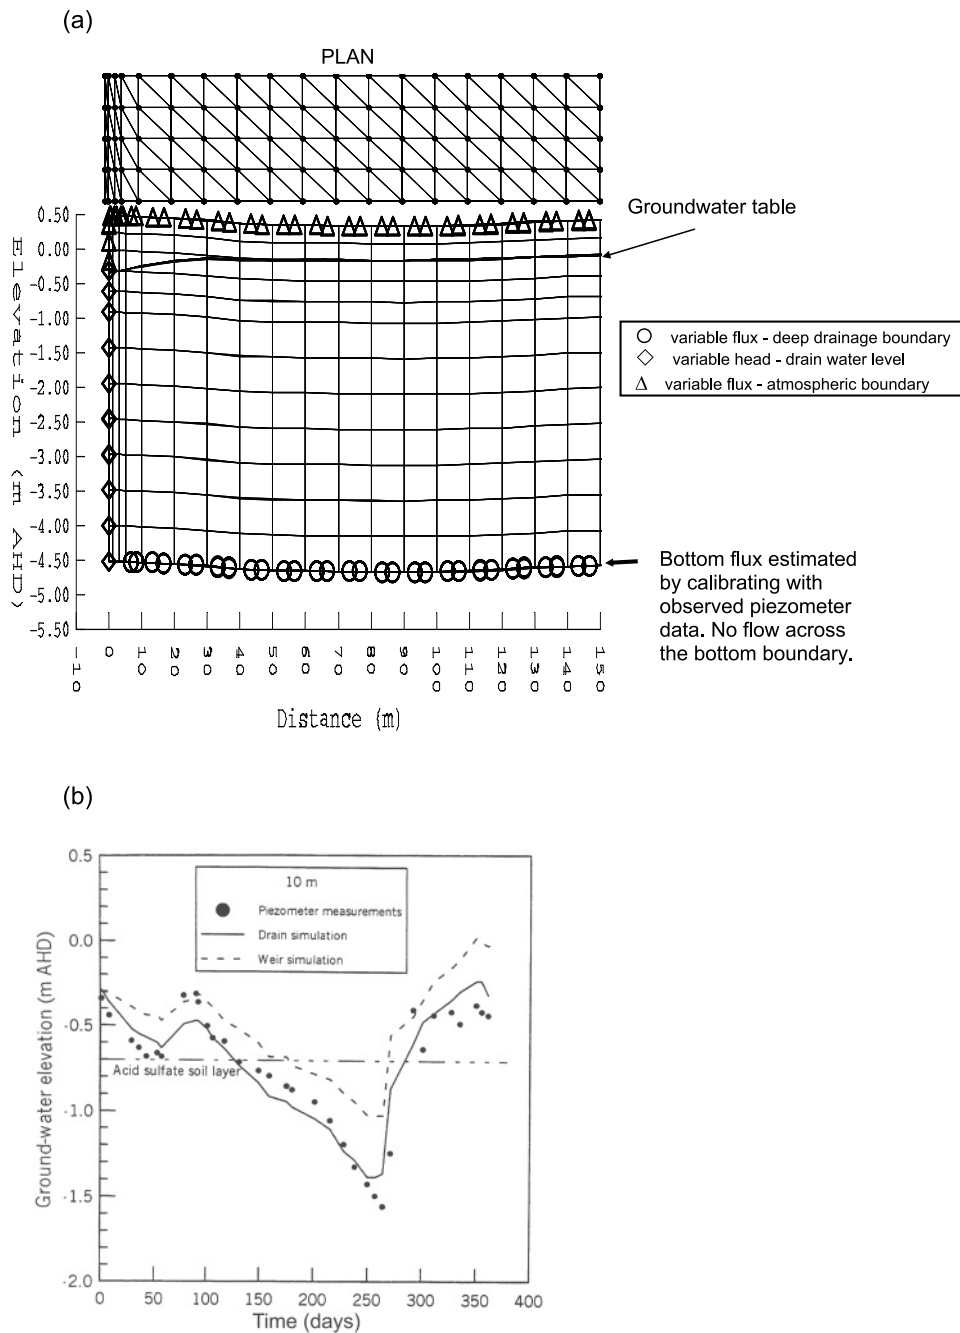 (a)
PLAN
0.50
0.00
-0.50
-1.00
-1.50
-2.00
-2.50
-3.00
-3.50
-4.00
-4.50
-5.00
-5.50
Elevation (m AHD)
Groundwater table
variable flux - deep drainage boundary
variable head - drain water level
variable flux - atmospheric boundary
Bottom flux estimated
by calibrating with
observed piezometer
data. No flow across
the bottom boundary.
-10 0 10 20 30 40 50 60 70 80 90 100 110 120 130 140 150
Distance (m)
(b)
0.5
0.0
-0.5
-1.0
-1.5
-2.0
Ground-water elevation (m AHD)
10 m
Piezometer measurements
Drain simulation
Weir simulation
Acid sulfate soil layer
0 50 100 150 200 250 300 350 400
Time (days)